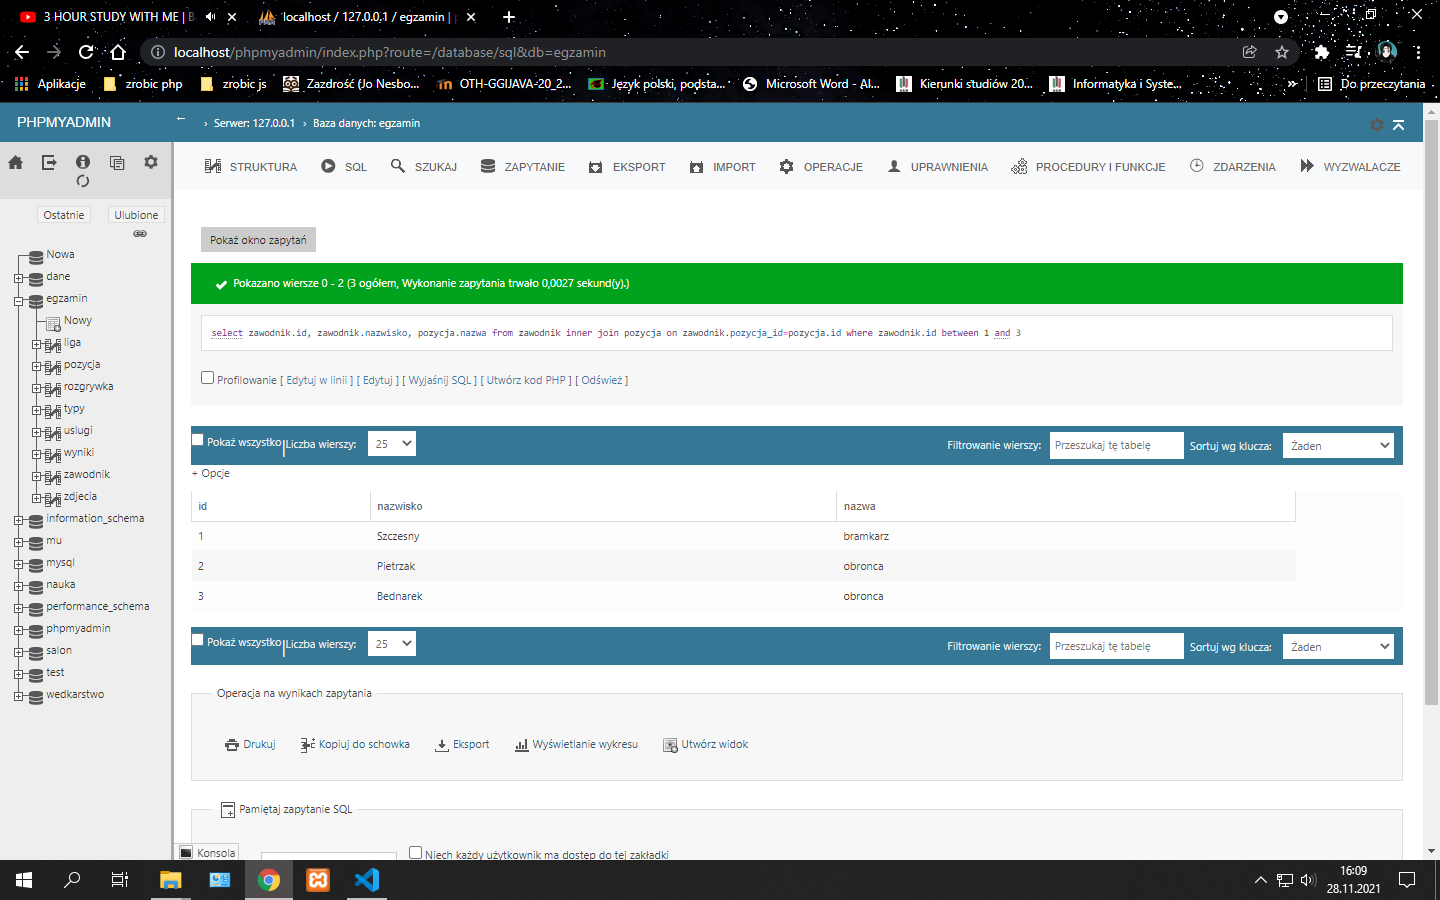 3 HOUR STUDY WITH ME | B
localhost / 127.0.0.1 / egzamin |
localhost/phpmyadmin/index.php?route=/database/sql&db=egzamin
Aplikacje
zrobic php
zrobic js
Zazdrość (Jo Nesbo...
OTH-GGIJAVA-20_2...
Język polski, podsta...
Microsoft Word - AI...
Kierunki studiów 20...
Informatyka i Syste...
»
Do przeczytania
PHPMYADMIN
← › Serwer: 127.0.0.1 › Baza danych: egzamin
STRUKTURA
SQL
SZUKAJ
ZAPYTANIE
EKSPORT
IMPORT
OPERACJE
UPRAWNIENIA
PROCEDURY I FUNKCJE
ZDARZENIA
WYZWALACZE
Ostatnie
Ulubione
Nowa
dane
egzamin
Nowy
liga
pozycja
rozgrywka
typy
uslugi
wyniki
zawodnik
zdjecia
information_schema
mu
mysql
nauka
performance_schema
phpmyadmin
salon
test
wedkarstwo
Pokaż okno zapytań
Pokazano wiersze 0 - 2 (3 ogółem, Wykonanie zapytania trwało 0,0027 sekund(y).)
select zawodnik.id, zawodnik.nazwisko, pozycja.nazwa from zawodnik inner join pozycja on zawodnik.pozycja_id=pozycja.id where zawodnik.id between 1 and 3
Profilowanie [ Edytuj w linii ] [ Edytuj ] [ Wyjaśnij SQL ] [ Utwórz kod PHP ] [ Odśwież ]
Pokaż wszystko | Liczba wierszy: 25 Filtrowanie wierszy: Przeszukaj tę tabelę Sortuj wg klucza: Żaden
+ Opcje
id nazwisko nazwa
1 Szczesny bramkarz
2 Pietrzak obronca
3 Bednarek obronca
Pokaż wszystko | Liczba wierszy: 25 Filtrowanie wierszy: Przeszukaj tę tabelę Sortuj wg klucza: Żaden
Operacja na wynikach zapytania
Drukuj
Kopiuj do schowka
Eksport
Wyświetlanie wykresu
Utwórz widok
Pamiętaj zapytanie SQL
Niech każdy użytkownik ma dostęp do tej zakładki
Konsola
16:09
28.11.2021